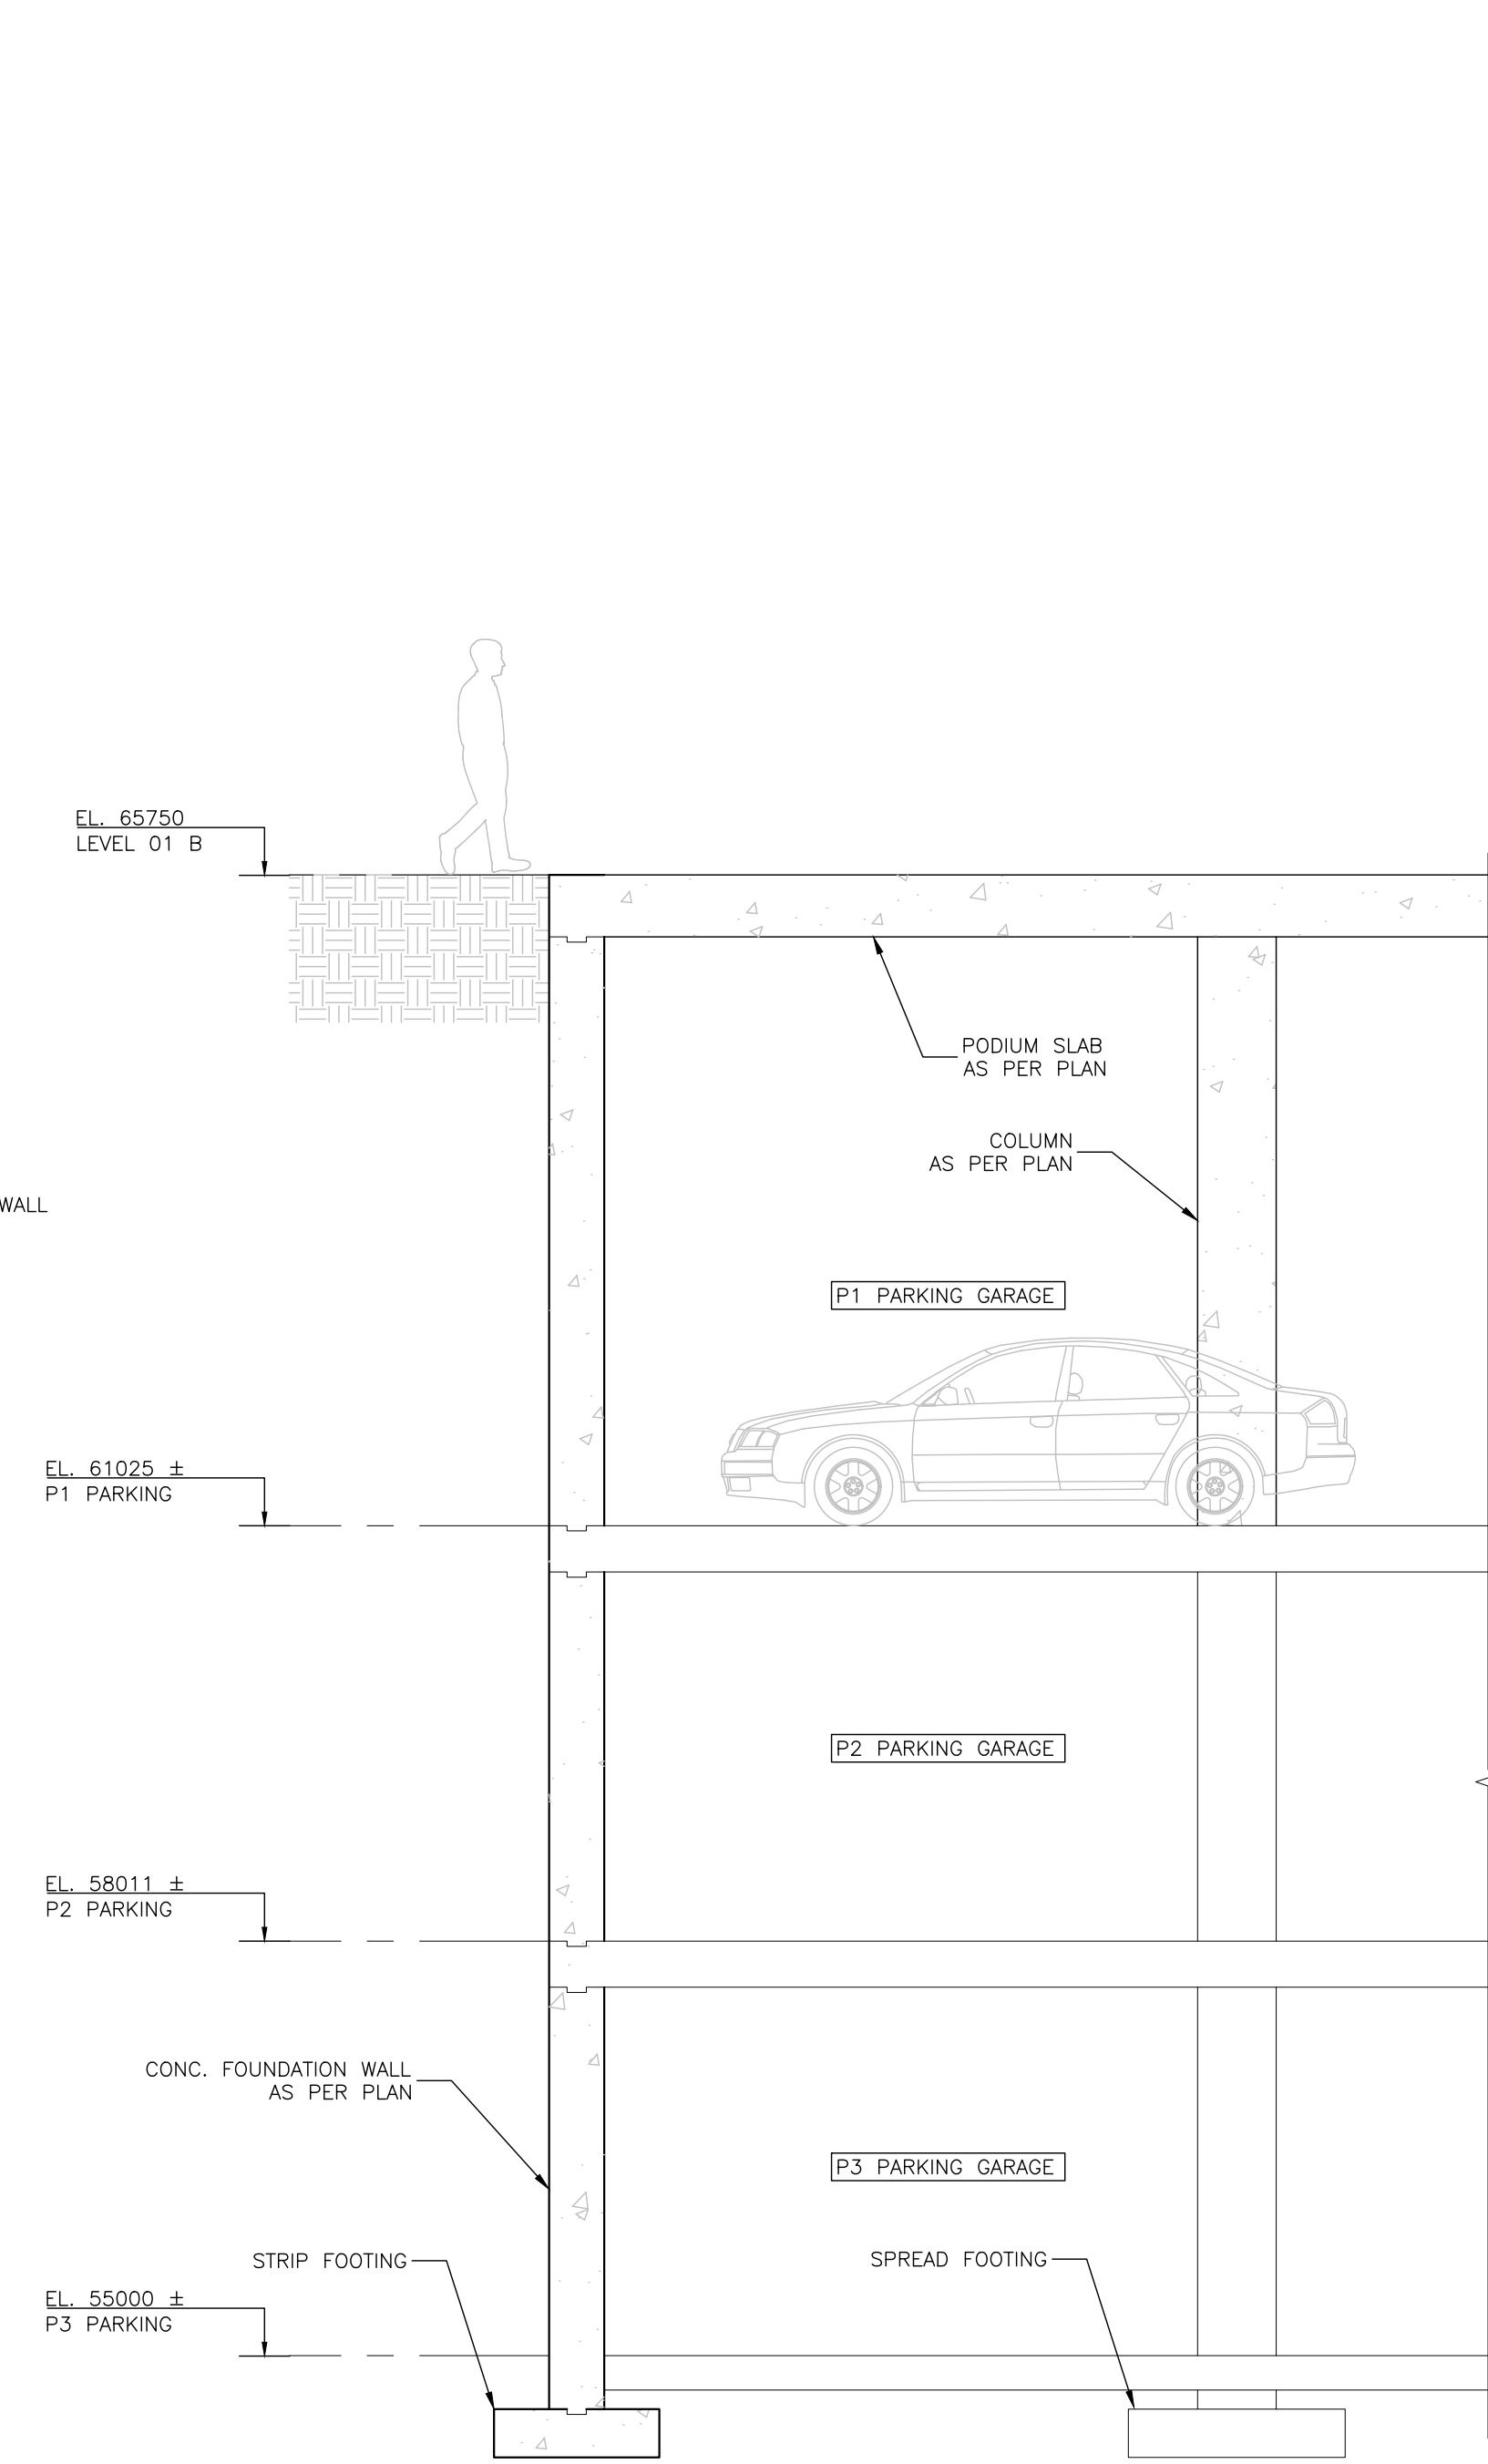 EL. 65750
LEVEL 01 B
PODIUM SLAB
AS PER PLAN
COLUMN
AS PER PLAN
WALL
P1 PARKING GARAGE
EL. 61025 ±
P1 PARKING
P2 PARKING GARAGE
EL. 58011 ±
P2 PARKING
CONC. FOUNDATION WALL
AS PER PLAN
P3 PARKING GARAGE
STRIP FOOTING
SPREAD FOOTING
EL. 55000 ±
P3 PARKING